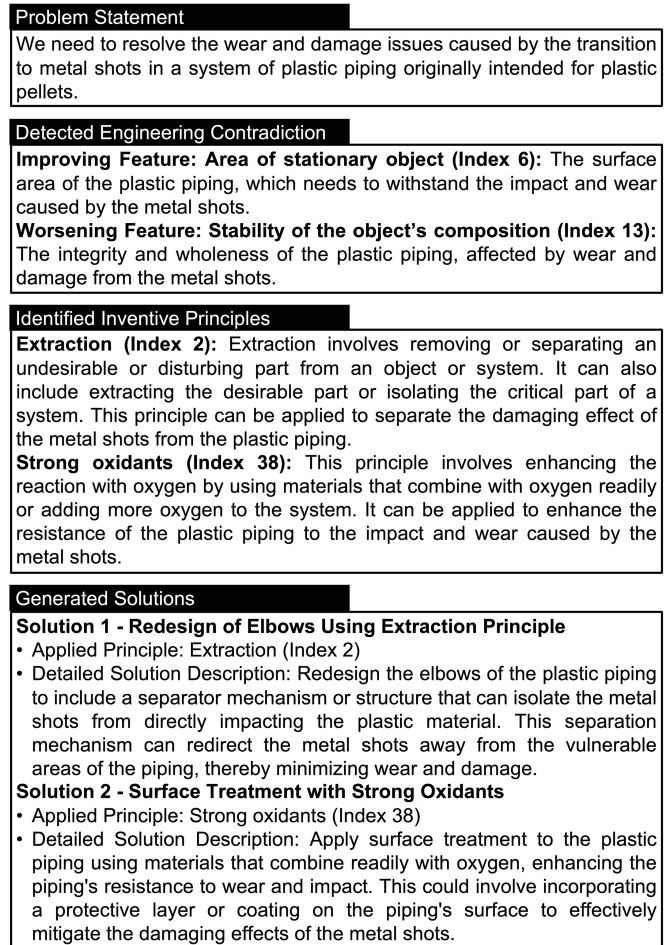 Problem Statement
We need to resolve the wear and damage issues caused by the transition
to metal shots in a system of plastic piping originally intended for plastic
pellets.
Detected Engineering Contradiction
Improving Feature: Area of stationary object (Index 6): The surface
area of the plastic piping, which needs to withstand the impact and wear
caused by the metal shots.
Worsening Feature: Stability of the object’s composition (Index 13):
The integrity and wholeness of the plastic piping, affected by wear and
damage from the metal shots.
Identified Inventive Principles
Extraction (Index 2): Extraction involves removing or separating an
undesirable or disturbing part from an object or system. It can also
include extracting the desirable part or isolating the critical part of a
system. This principle can be applied to separate the damaging effect of
the metal shots from the plastic piping.
Strong oxidants (Index 38): This principle involves enhancing the
reaction with oxygen by using materials that combine with oxygen readily
or adding more oxygen to the system. It can be applied to enhance the
resistance of the plastic piping to the impact and wear caused by the
metal shots.
Generated Solutions
Solution 1 - Redesign of Elbows Using Extraction Principle
• Applied Principle: Extraction (Index 2)
• Detailed Solution Description: Redesign the elbows of the plastic piping
to include a separator mechanism or structure that can isolate the metal
shots from directly impacting the plastic material. This separation
mechanism can redirect the metal shots away from the vulnerable
areas of the piping, thereby minimizing wear and damage.
Solution 2 - Surface Treatment with Strong Oxidants
• Applied Principle: Strong oxidants (Index 38)
• Detailed Solution Description: Apply surface treatment to the plastic
piping using materials that combine readily with oxygen, enhancing the
piping's resistance to wear and impact. This could involve incorporating
a protective layer or coating on the piping's surface to effectively
mitigate the damaging effects of the metal shots.